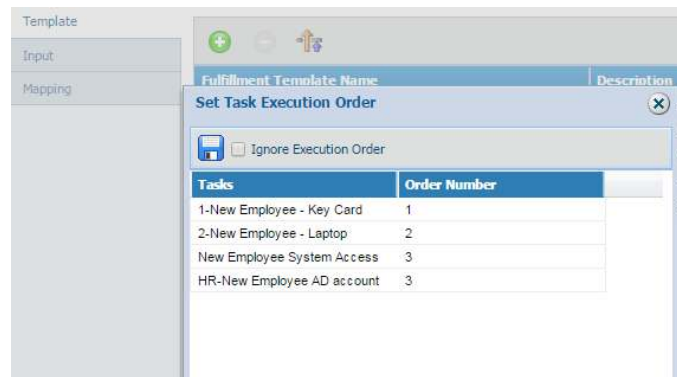 Template
Input
Mapping
Fulfillment Template Name Description
Set Task Execution Order
Ignore Execution Order
Tasks Order Number
1-New Employee - Key Card 1
2-New Employee - Laptop 2
New Employee System Access 3
HR-New Employee AD account 3